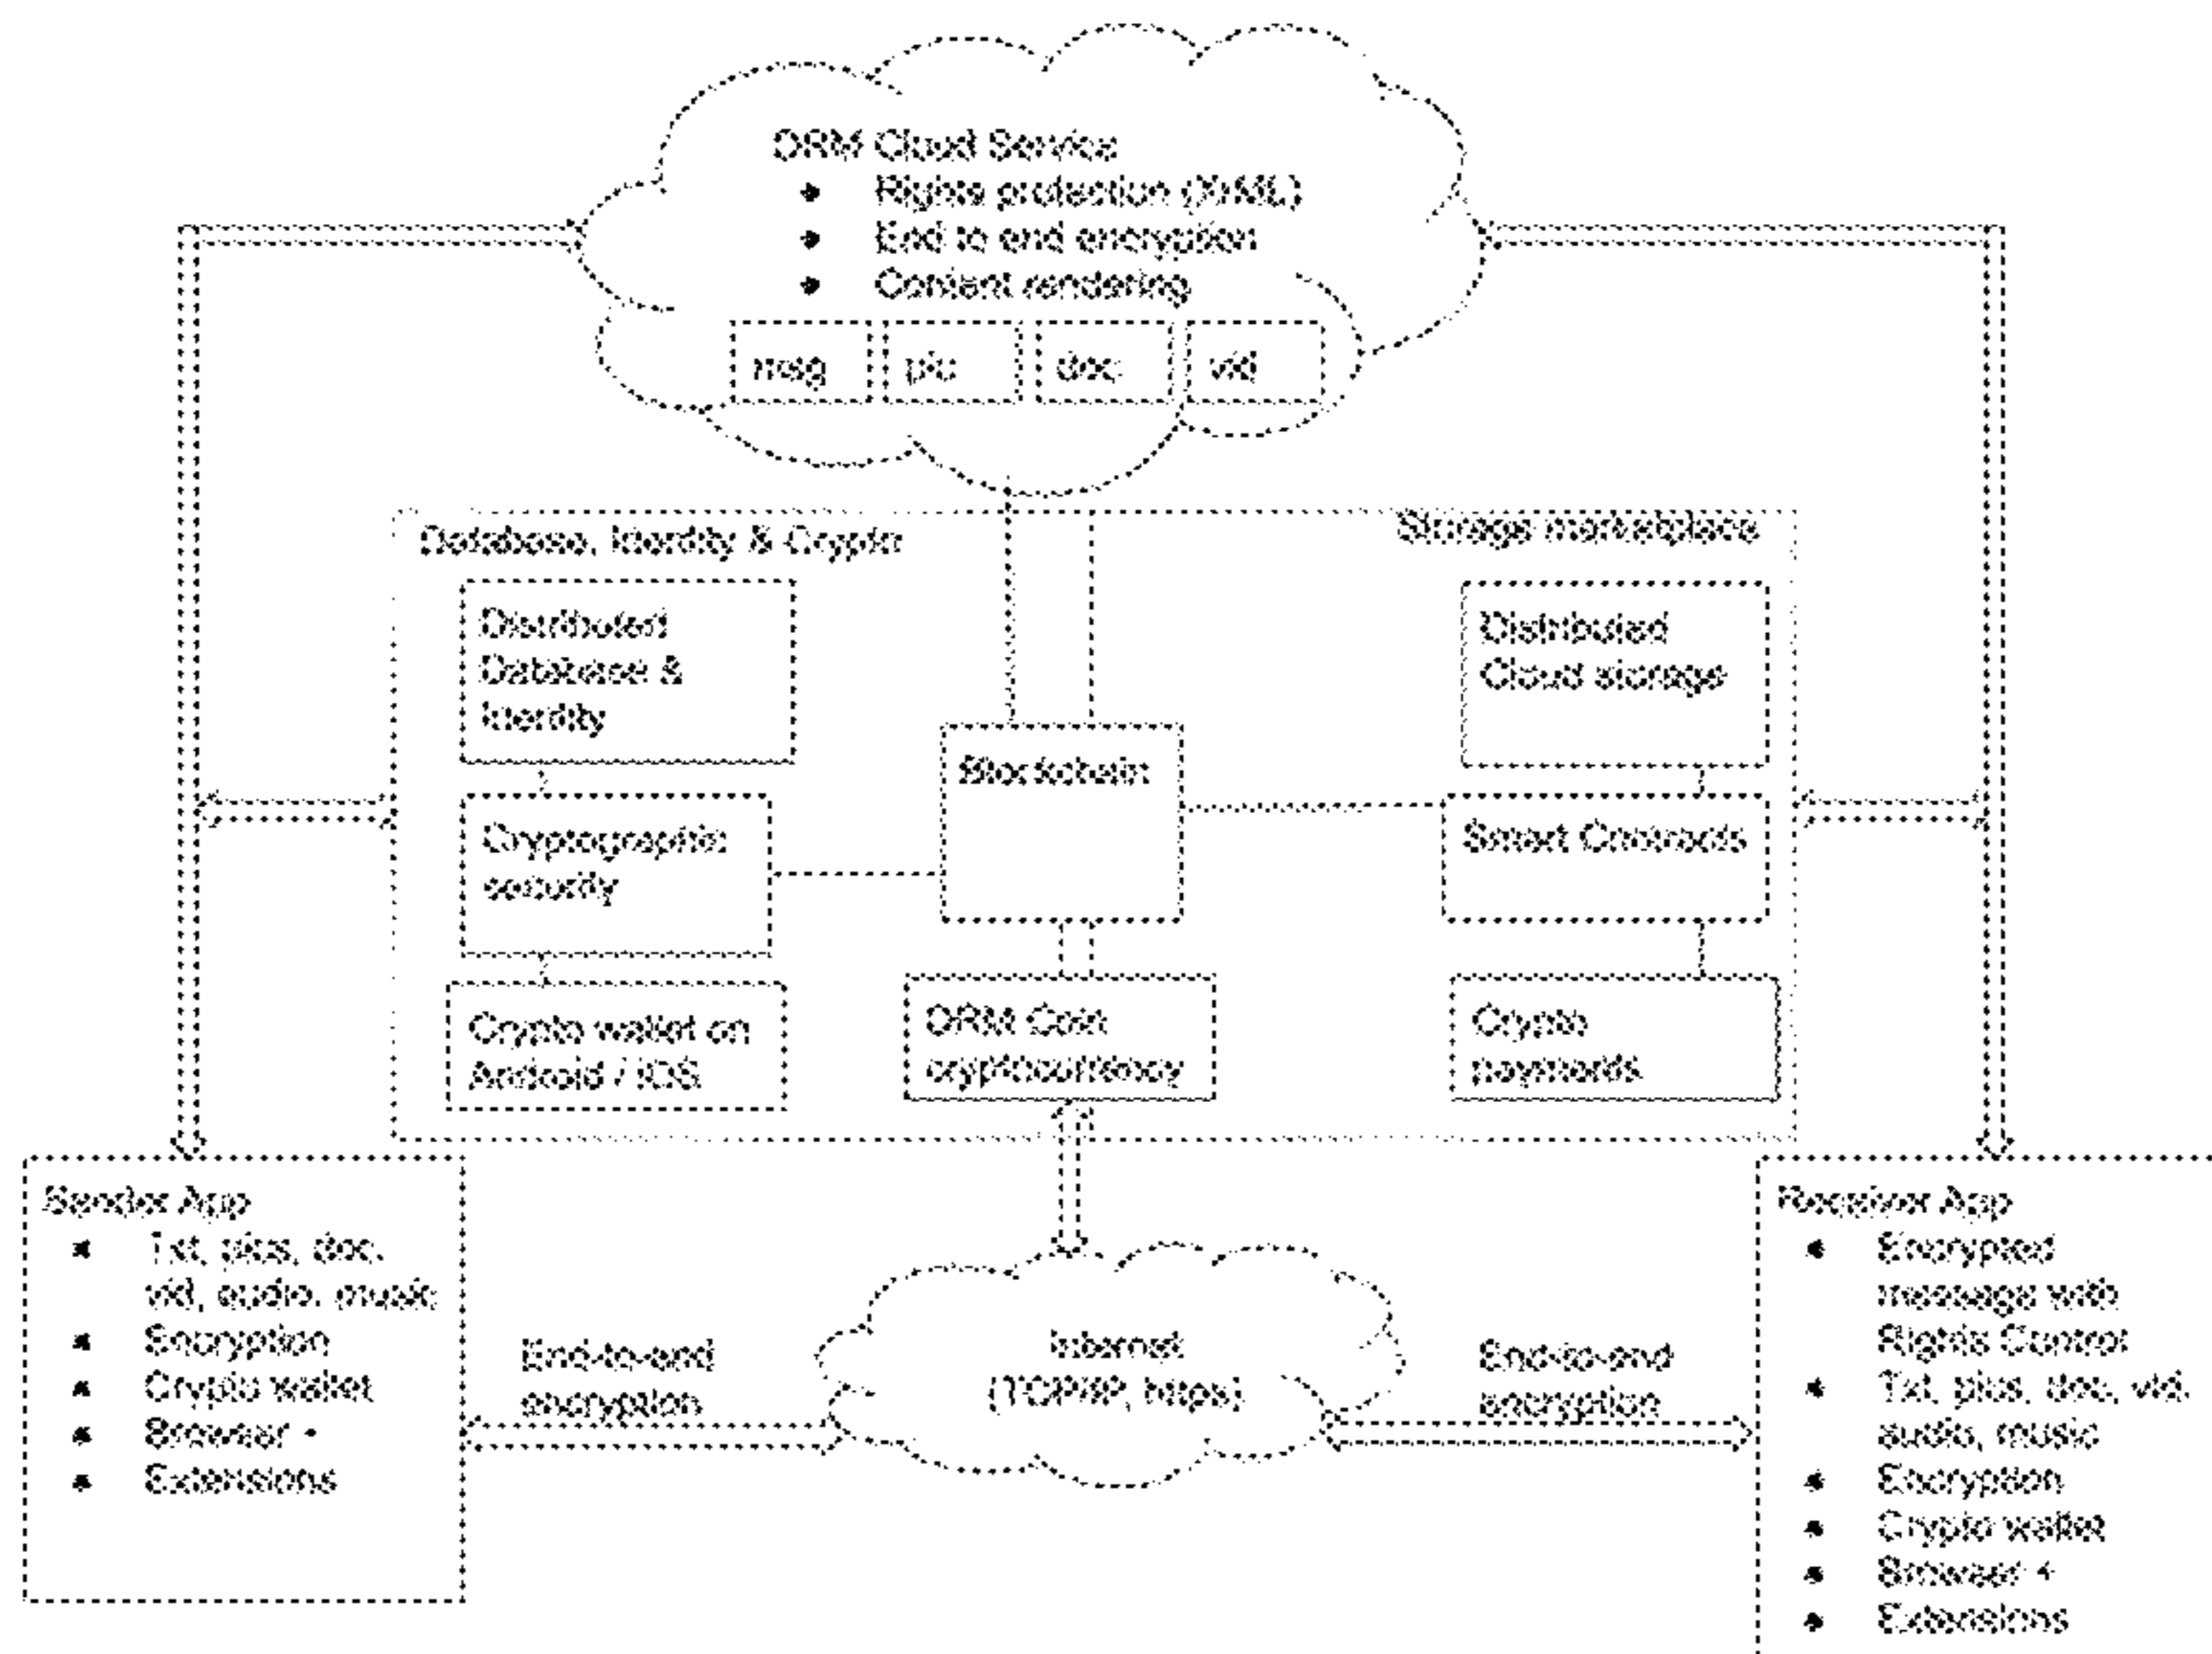 DRM Cloud Service
● Rights protection (XrML)
● End to end encryption
● Content rendering
msg pic doc vid
Database, Identity & Crypto
Storage marketplace
Distributed
Database &
Identity
Distributed
Cloud storage
Blockchain
Cryptographic
security
Smart Contracts
Crypto wallet on
Android / iOS
DRM Coin
cryptocurrency
Crypto
payments
Sender App
● Txt, pics, doc,
vid, audio, music
● Encryption
● Crypto wallet
● Browser +
● Extensions
End-to-end
encryption
Internet
(TCP/IP, https)
End-to-end
encryption
Receiver App
● Encrypted
message with
Rights Control
● Txt, pics, doc, vid,
audio, music
● Encryption
● Crypto wallet
● Browser +
● Extensions